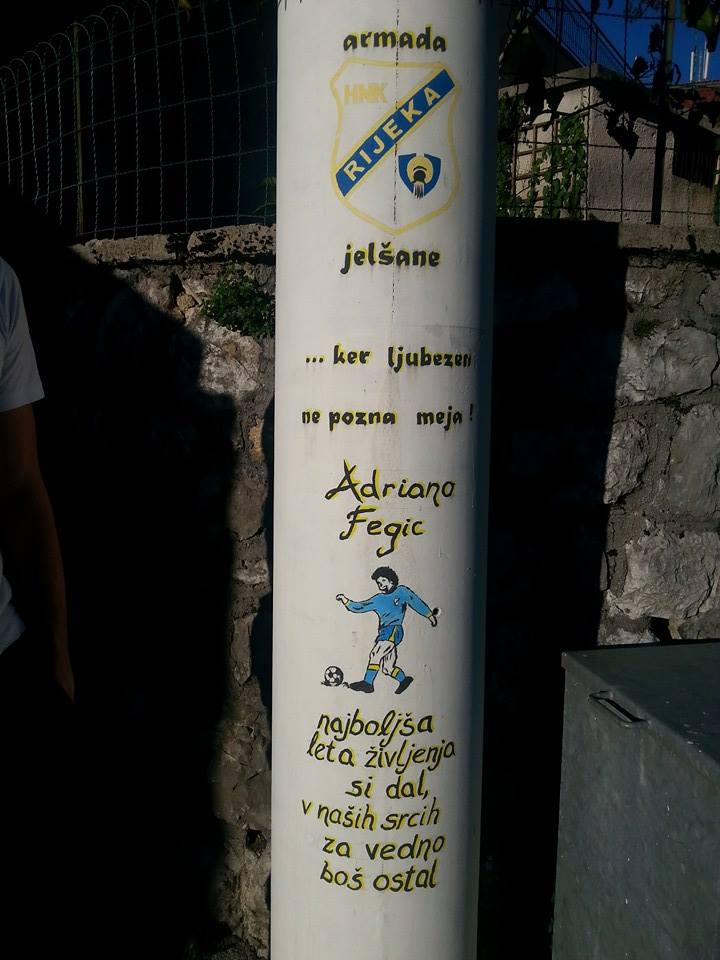 armada
HNK
RIJEKA
jelšane
... ker ljubezen
ne pozna meja!
Adriano
Fegic
najboljša
leta življenja
si dal,
v naših srcih
za vedno
boš ostal